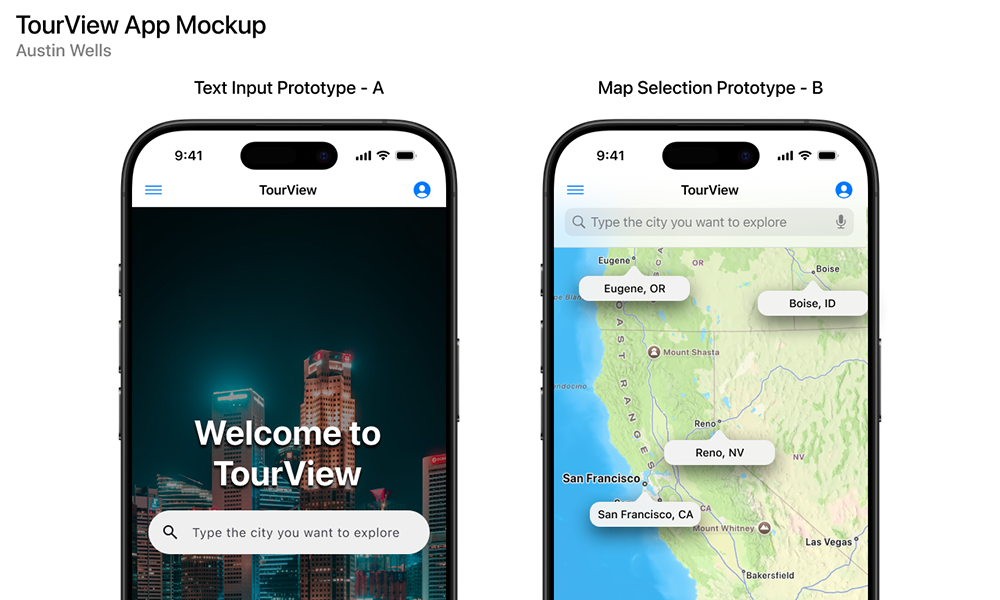 TourView App Mockup
Austin Wells
Text Input Prototype - A
Map Selection Prototype - B
9:41
TourView
Welcome to
TourView
Type the city you want to explore
9:41
TourView
Type the city you want to explore
Eugene
OR
Boise
Eugene, OR
Boise, ID
COAST RANGES
Mount Shasta
Reno
Reno, NV
NV
San Francisco
San Francisco, CA
CA
Mount Whitney
Las Vegas
Bakersfield